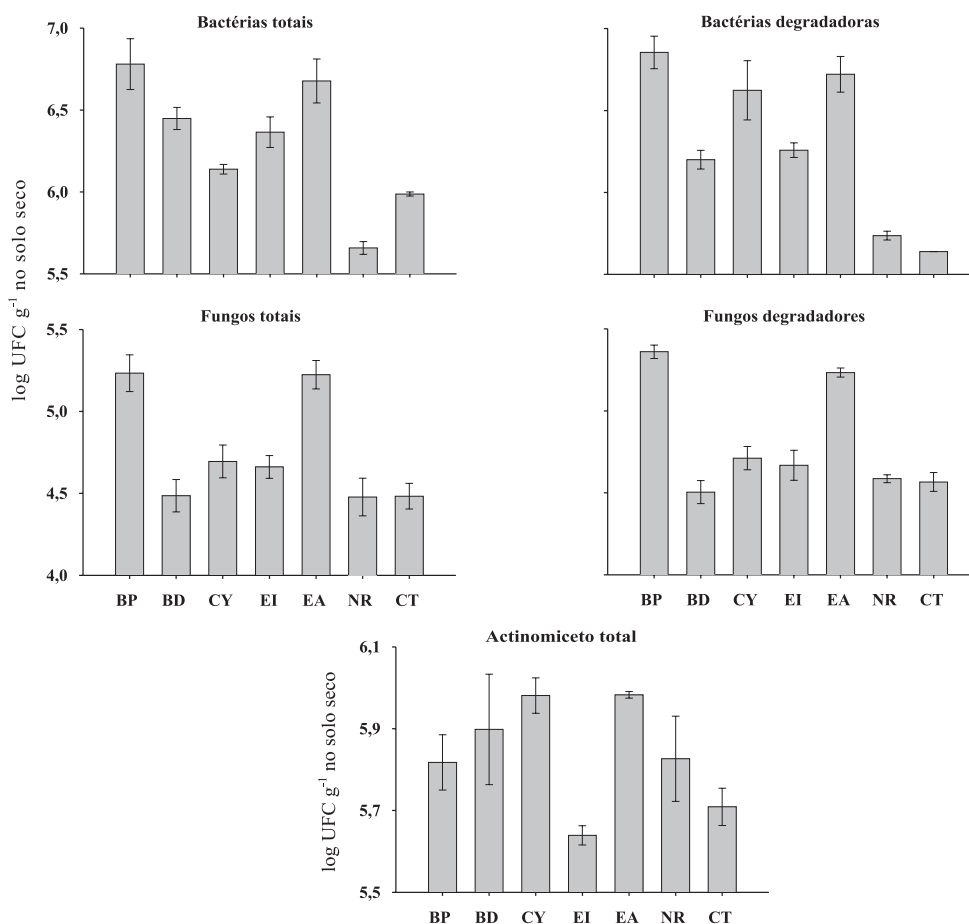 Bactérias totais
Bactérias degradadoras
7,0
6,5
6,0
5,5
log UFC g⁻¹ no solo seco
Fungos totais
Fungos degradadores
5,5
5,0
4,5
4,0
BP BD CY EI EA NR CT
BP BD CY EI EA NR CT
Actinomiceto total
6,1
5,9
5,7
5,5
log UFC g⁻¹ no solo seco
BP BD CY EI EA NR CT